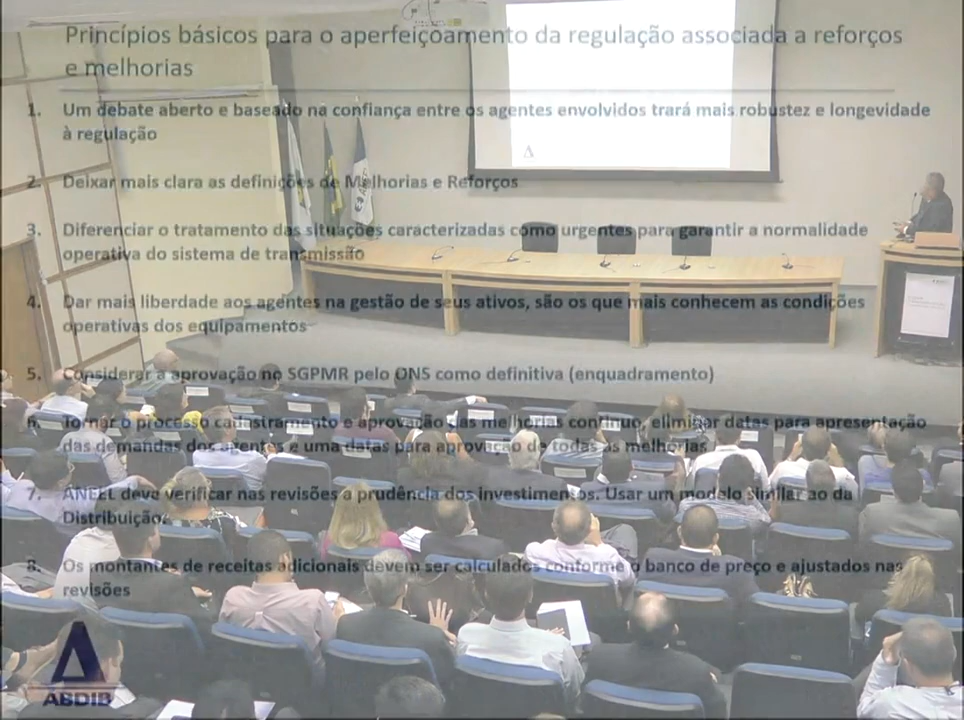 Princípios básicos para o aperfeiçoamento da regulação associada a reforços
e melhorias
1. Um debate aberto e baseado na confiança entre os agentes envolvidos trará mais robustez e longevidade
à regulação
2. Deixar mais clara as definições de Melhorias e Reforços
3. Diferenciar o tratamento das situações caracterizadas como urgentes para garantir a normalidade
operativa do sistema de transmissão
4. Dar mais liberdade aos agentes na gestão de seus ativos, são os que mais conhecem as condições
operativas dos equipamentos
5. Considerar a aprovação no SGPMR pelo ONS como definitiva (enquadramento)
6. Tornar o processo cadastramento e aprovação das melhorias contínuo, eliminar datas para apresentação
das demandas dos agentes e uma datas para aprovação de todas as melhorias
7. ANEEL deve verificar nas revisões a prudência dos investimentos. Usar um modelo similar ao da
Distribuição.
8. Os montantes de receitas adicionais devem ser calculados conforme o banco de preço e ajustados nas
revisões
ABDIB